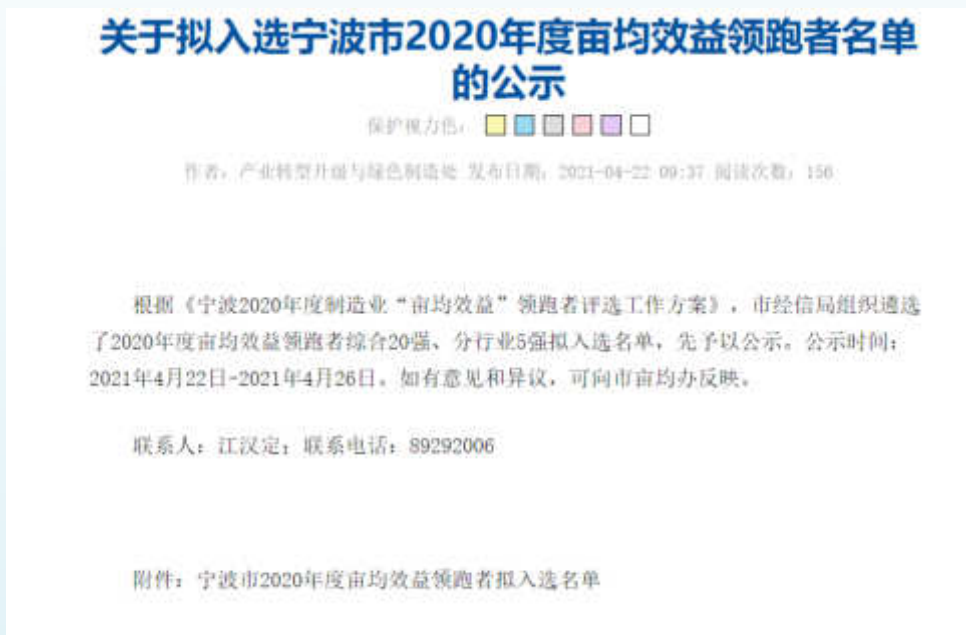 关于拟入选宁波市2020年度亩均效益领跑者名单
的公示
保护视力色：
作者：产业转型升级与绿色制造处 发布日期：2021-04-22 09:37 阅读次数：156
根据《宁波2020年度制造业“亩均效益”领跑者评选工作方案》，市经信局组织遴选
了2020年度亩均效益领跑者综合20强、分行业5强拟入选名单，先予以公示。公示时间：
2021年4月22日-2021年4月26日。如有意见和异议，可向市亩均办反映。
联系人：江汉定；联系电话：89292006
附件：宁波市2020年度亩均效益领跑者拟入选名单